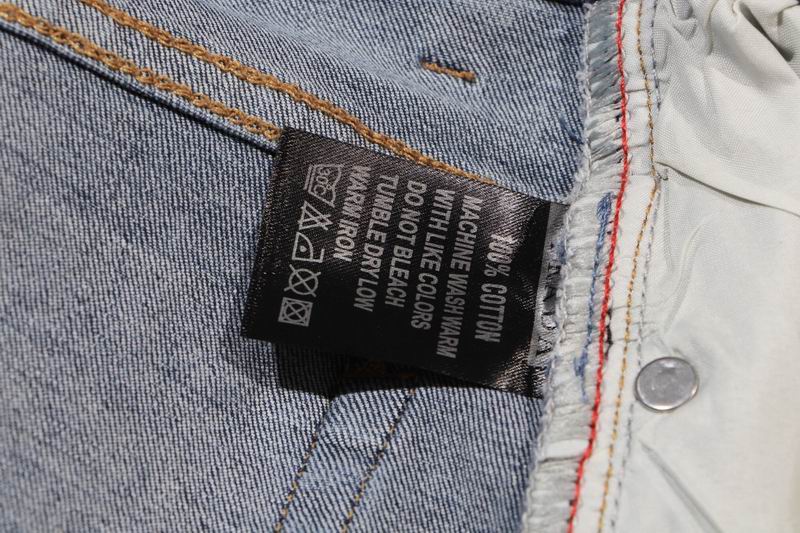 100% COTTON
MACHINE WASH WARM
WITH LIKE COLORS
DO NOT BLEACH
TUMBLE DRY LOW
WARM IRON